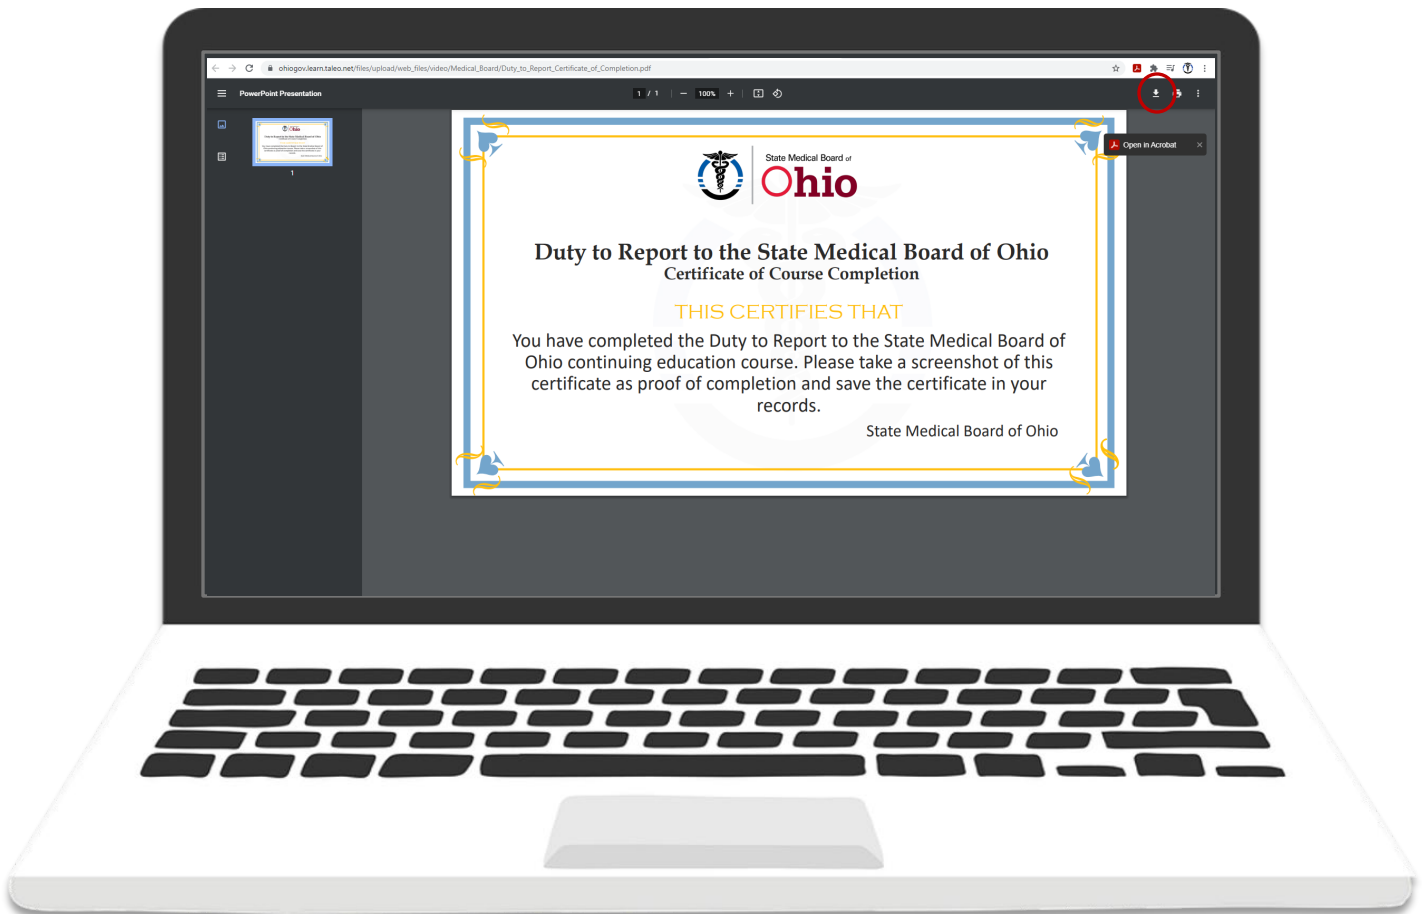 ohiogov.learn.taleo.net/files/upload/web_files/video/Medical_Board/Duty_to_Report_Certificate_of_Completion.pdf
PowerPoint Presentation
1 / 1
100%
Open in Acrobat
1
State Medical Board of
Ohio
Duty to Report to the State Medical Board of Ohio
Certificate of Course Completion
THIS CERTIFIES THAT
You have completed the Duty to Report to the State Medical Board of
Ohio continuing education course. Please take a screenshot of this
certificate as proof of completion and save the certificate in your
records.
State Medical Board of Ohio